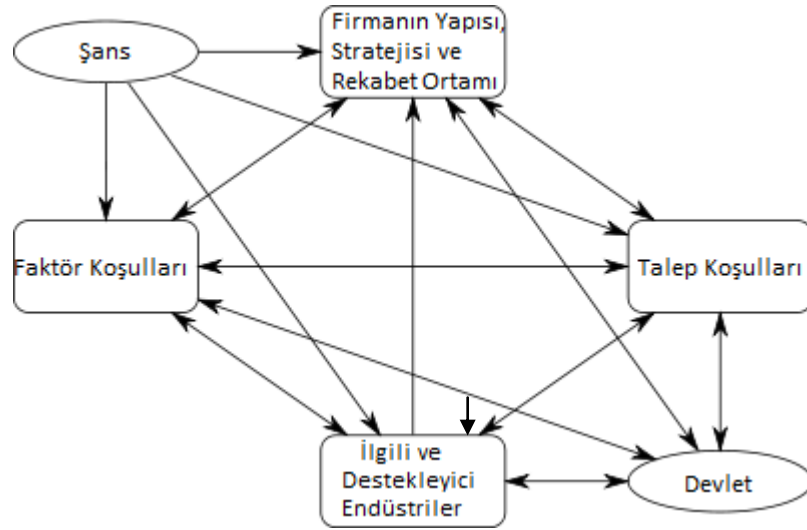 Firmanın Yapısı,
Stratejisi ve
Rekabet Ortamı
Şans
Faktör Koşulları
Talep Koşulları
İlgili ve
Destekleyici
Endüstriler
Devlet